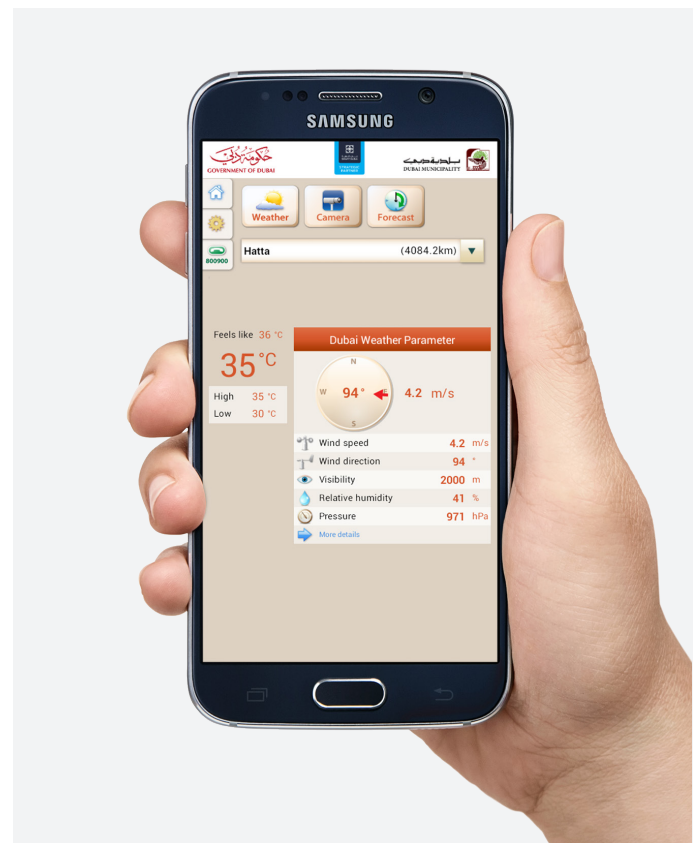 SAMSUNG
حكومة دبي
GOVERNMENT OF DUBAI
STRATEGIC
PARTNER
بلدية دبي
DUBAI MUNICIPALITY
Weather
Camera
Forecast
800900
Hatta (4084.2km)
Feels like 36 °C
35 °C
High 35 °C
Low 30 °C
Dubai Weather Parameter
N
W 94° E 4.2 m/s
S
Wind speed 4.2 m/s
Wind direction 94 °
Visibility 2000 m
Relative humidity 41 %
Pressure 971 hPa
More details